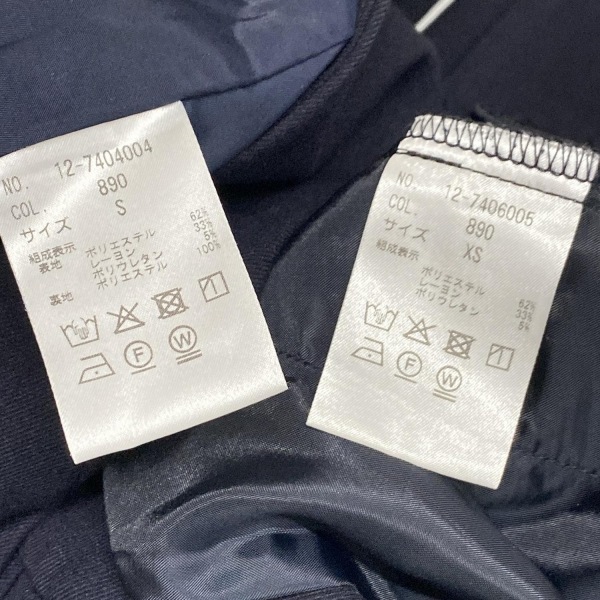 NO. 12-7404004
COL. 890
サイズ S
組成表示
表地 ポリエステル 62%
レーヨン 33%
ポリウレタン 5%
裏地 ポリエステル 100%
F W
NO. 12-7406005
COL. 890
サイズ XS
組成表示
ポリエステル 62%
レーヨン 33%
ポリウレタン 5%
F W